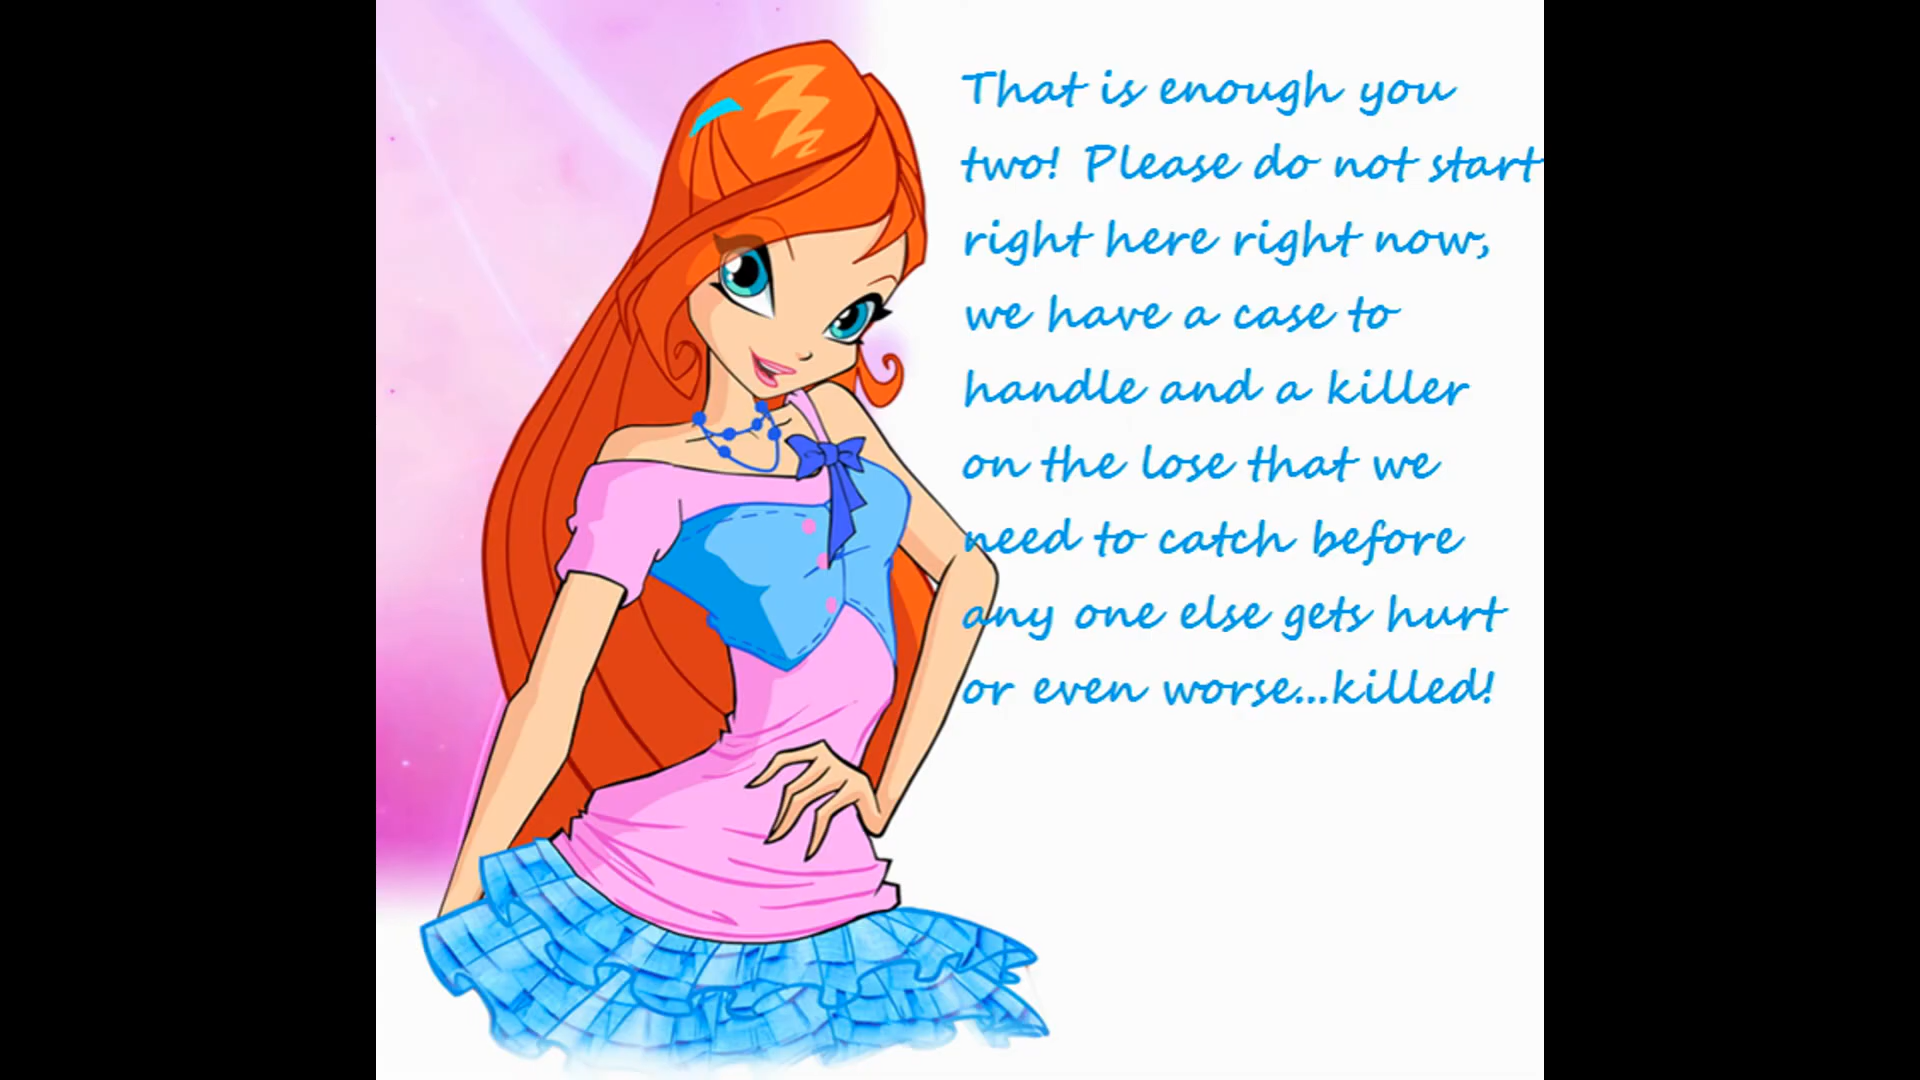 That is enough you
two! Please do not start
right here right now,
we have a case to
handle and a killer
on the lose that we
need to catch before
any one else gets hurt
or even worse...killed!